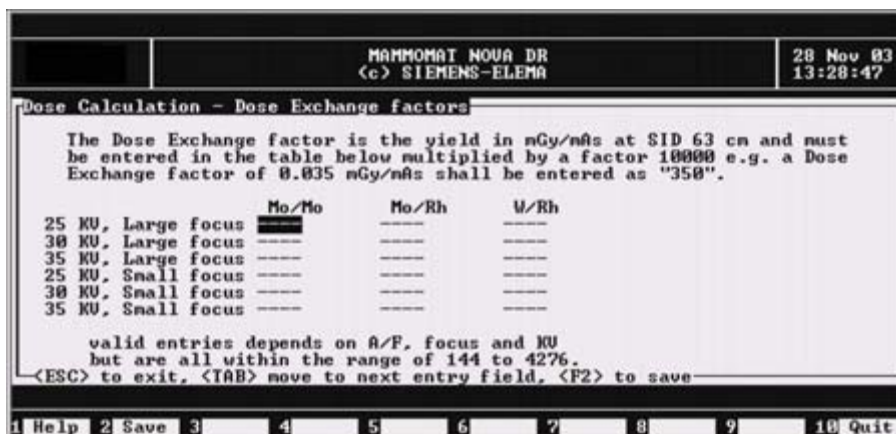 MAMMOMAT NOVA DR
(c) SIEMENS-ELEMA
28 Nov 03
13:28:47
Dose Calculation - Dose Exchange factors
The Dose Exchange factor is the yield in mGy/mAs at SID 63 cm and must
be entered in the table below multiplied by a factor 10000 e.g. a Dose
Exchange factor of 0.035 mGy/mAs shall be entered as "350".
Mo/Mo Mo/Rh W/Rh
25 KV, Large focus ---- ---- ----
30 KV, Large focus ---- ---- ----
35 KV, Large focus ---- ---- ----
25 KV, Small focus ---- ---- ----
30 KV, Small focus ---- ---- ----
35 KV, Small focus ---- ---- ----
valid entries depends on A/F, focus and KV
but are all within the range of 144 to 4276.
<ESC> to exit, <TAB> move to next entry field, <F2> to save
1 Help 2 Save 3 4 5 6 7 8 9 10 Quit